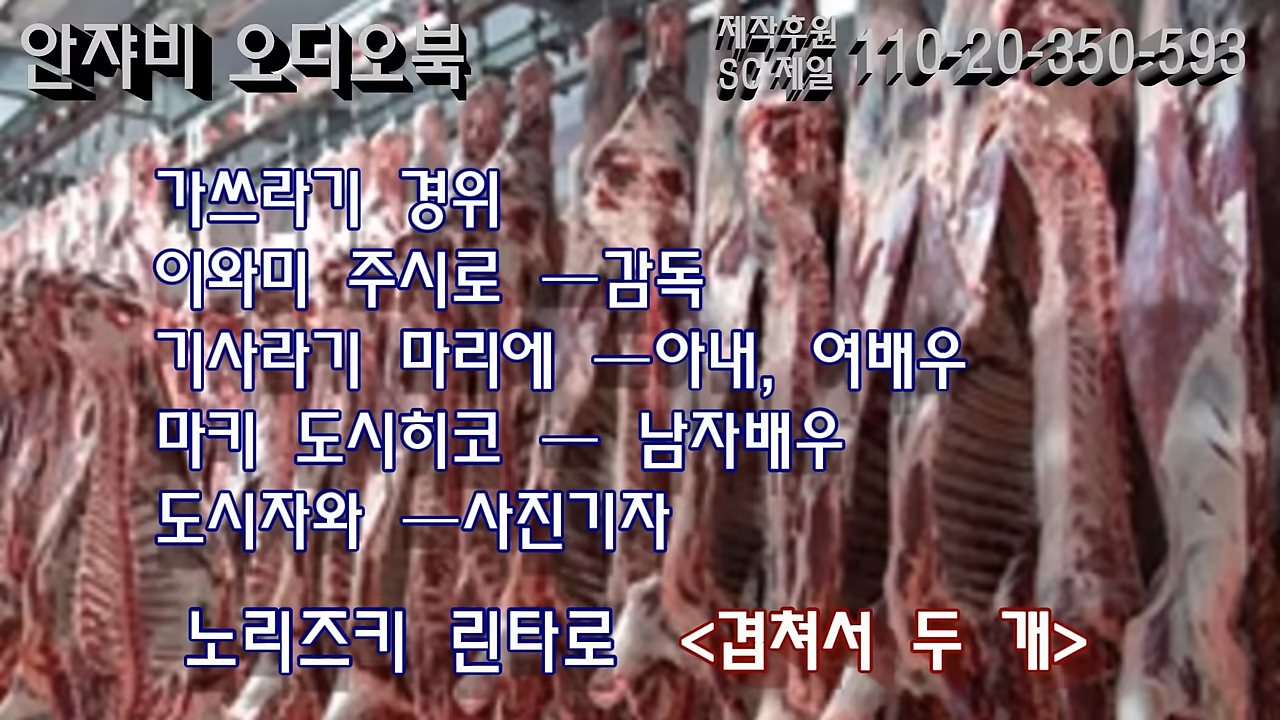 안쟈비 오디오북
제작후원
SC제일
110-20-350-593
가쓰라기 경위
이와미 주시로 —감독
기사라기 마리에 —아내, 여배우
마키 도시히코 — 남자배우
도시자와 —사진기자
노리즈키 린타로 <겹쳐서 두 개>